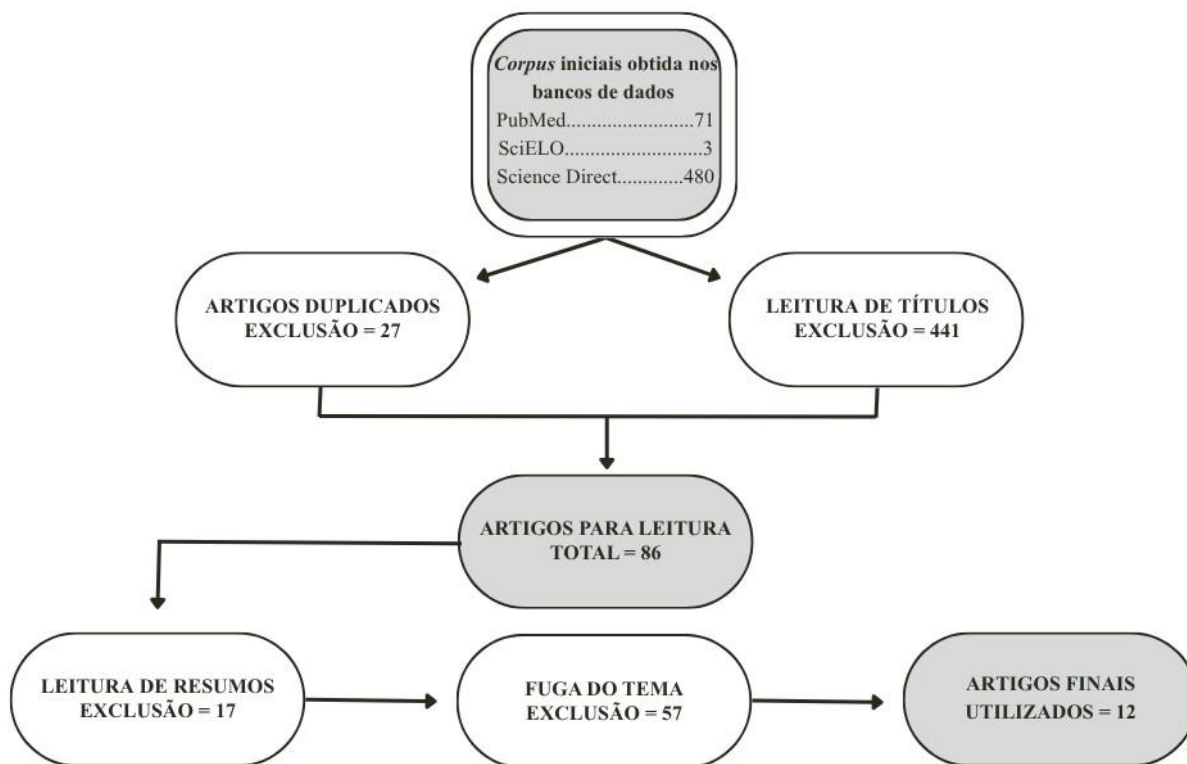 Corpus iniciais obtida nos
bancos de dados
PubMed..........................71
SciELO............................3
Science Direct.............480
ARTIGOS DUPLICADOS
EXCLUSÃO = 27
LEITURA DE TÍTULOS
EXCLUSÃO = 441
ARTIGOS PARA LEITURA
TOTAL = 86
LEITURA DE RESUMOS
EXCLUSÃO = 17
FUGA DO TEMA
EXCLUSÃO = 57
ARTIGOS FINAIS
UTILIZADOS = 12